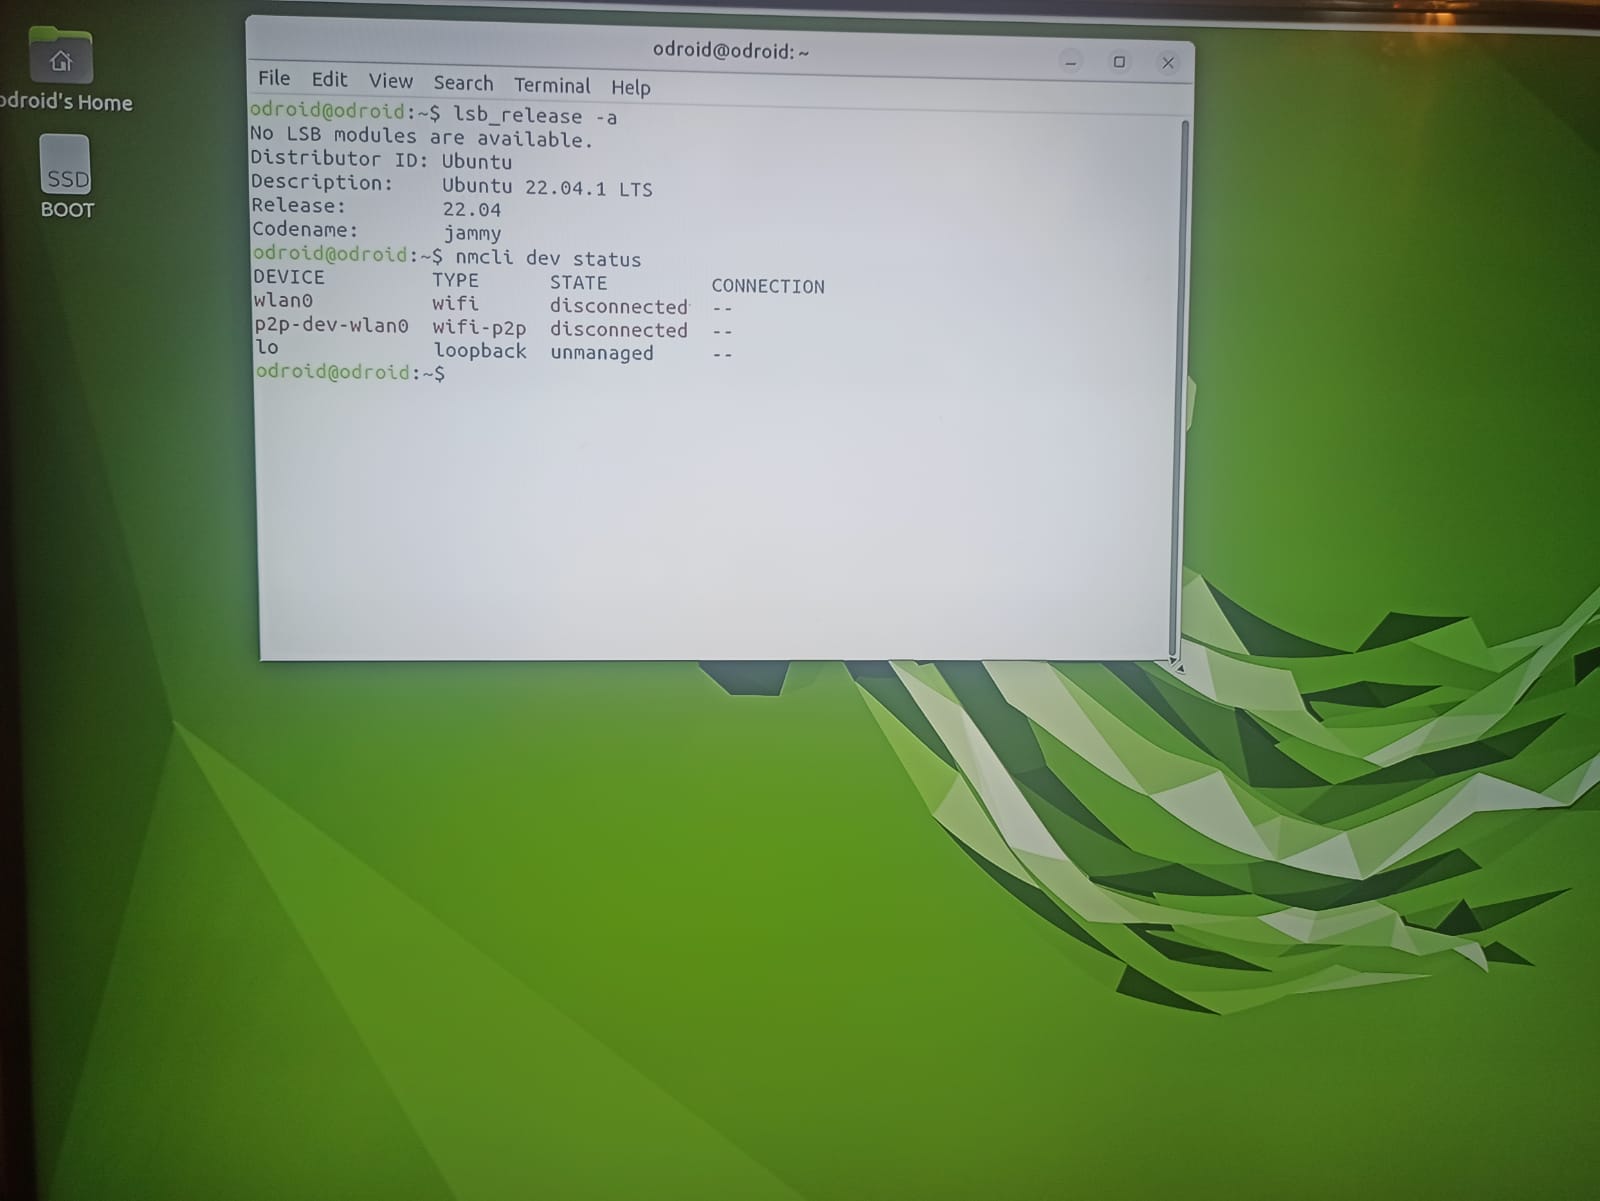 odroid@odroid: ~
File Edit View Search Terminal Help
odroid@odroid:~$ lsb_release -a
No LSB modules are available.
Distributor ID: Ubuntu
Description: Ubuntu 22.04.1 LTS
Release: 22.04
Codename: jammy
odroid@odroid:~$ nmcli dev status
DEVICE TYPE STATE CONNECTION
wlan0 wifi disconnected --
p2p-dev-wlan0 wifi-p2p disconnected --
lo loopback unmanaged --
odroid@odroid:~$
odroid's Home
SSD
BOOT